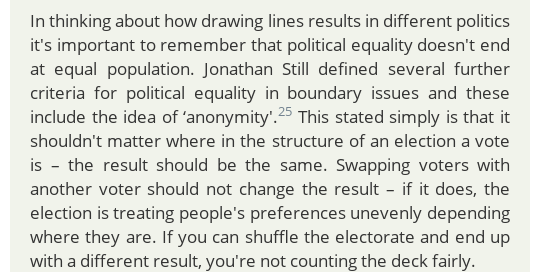 In thinking about how drawing lines results in different politics
it's important to remember that political equality doesn't end
at equal population. Jonathan Still defined several further
criteria for political equality in boundary issues and these
include the idea of ‘anonymity'.25 This stated simply is that it
shouldn't matter where in the structure of an election a vote
is – the result should be the same. Swapping voters with
another voter should not change the result – if it does, the
election is treating people's preferences unevenly depending
where they are. If you can shuffle the electorate and end up
with a different result, you're not counting the deck fairly.